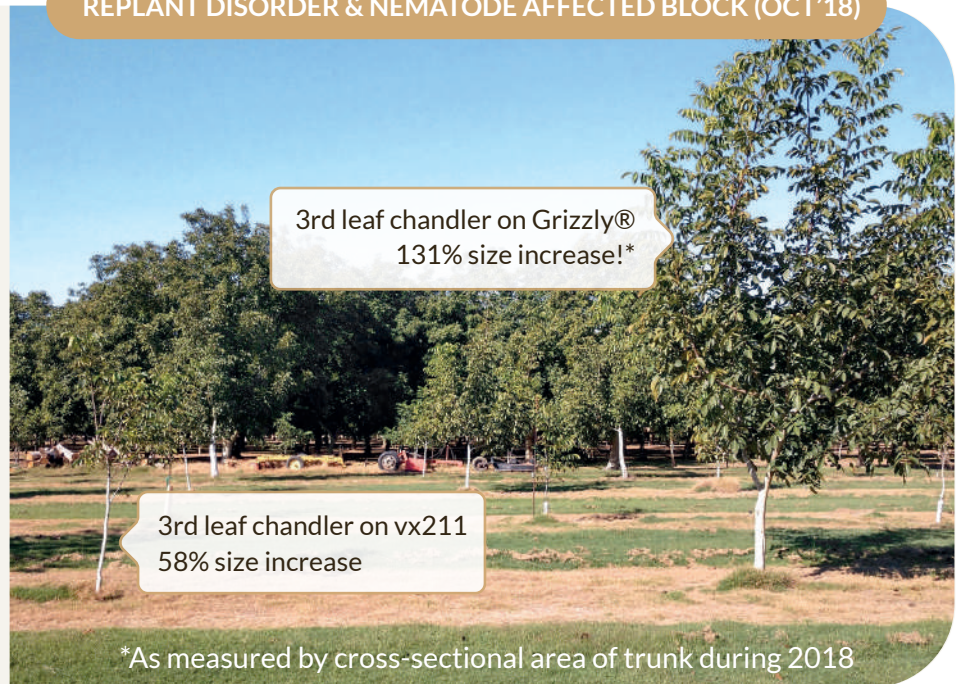 REPLANT DISORDER & NEMATODE AFFECTED BLOCK (OCT'18)
3rd leaf chandler on Grizzly®
131% size increase!*
3rd leaf chandler on vx211
58% size increase
*As measured by cross-sectional area of trunk during 2018